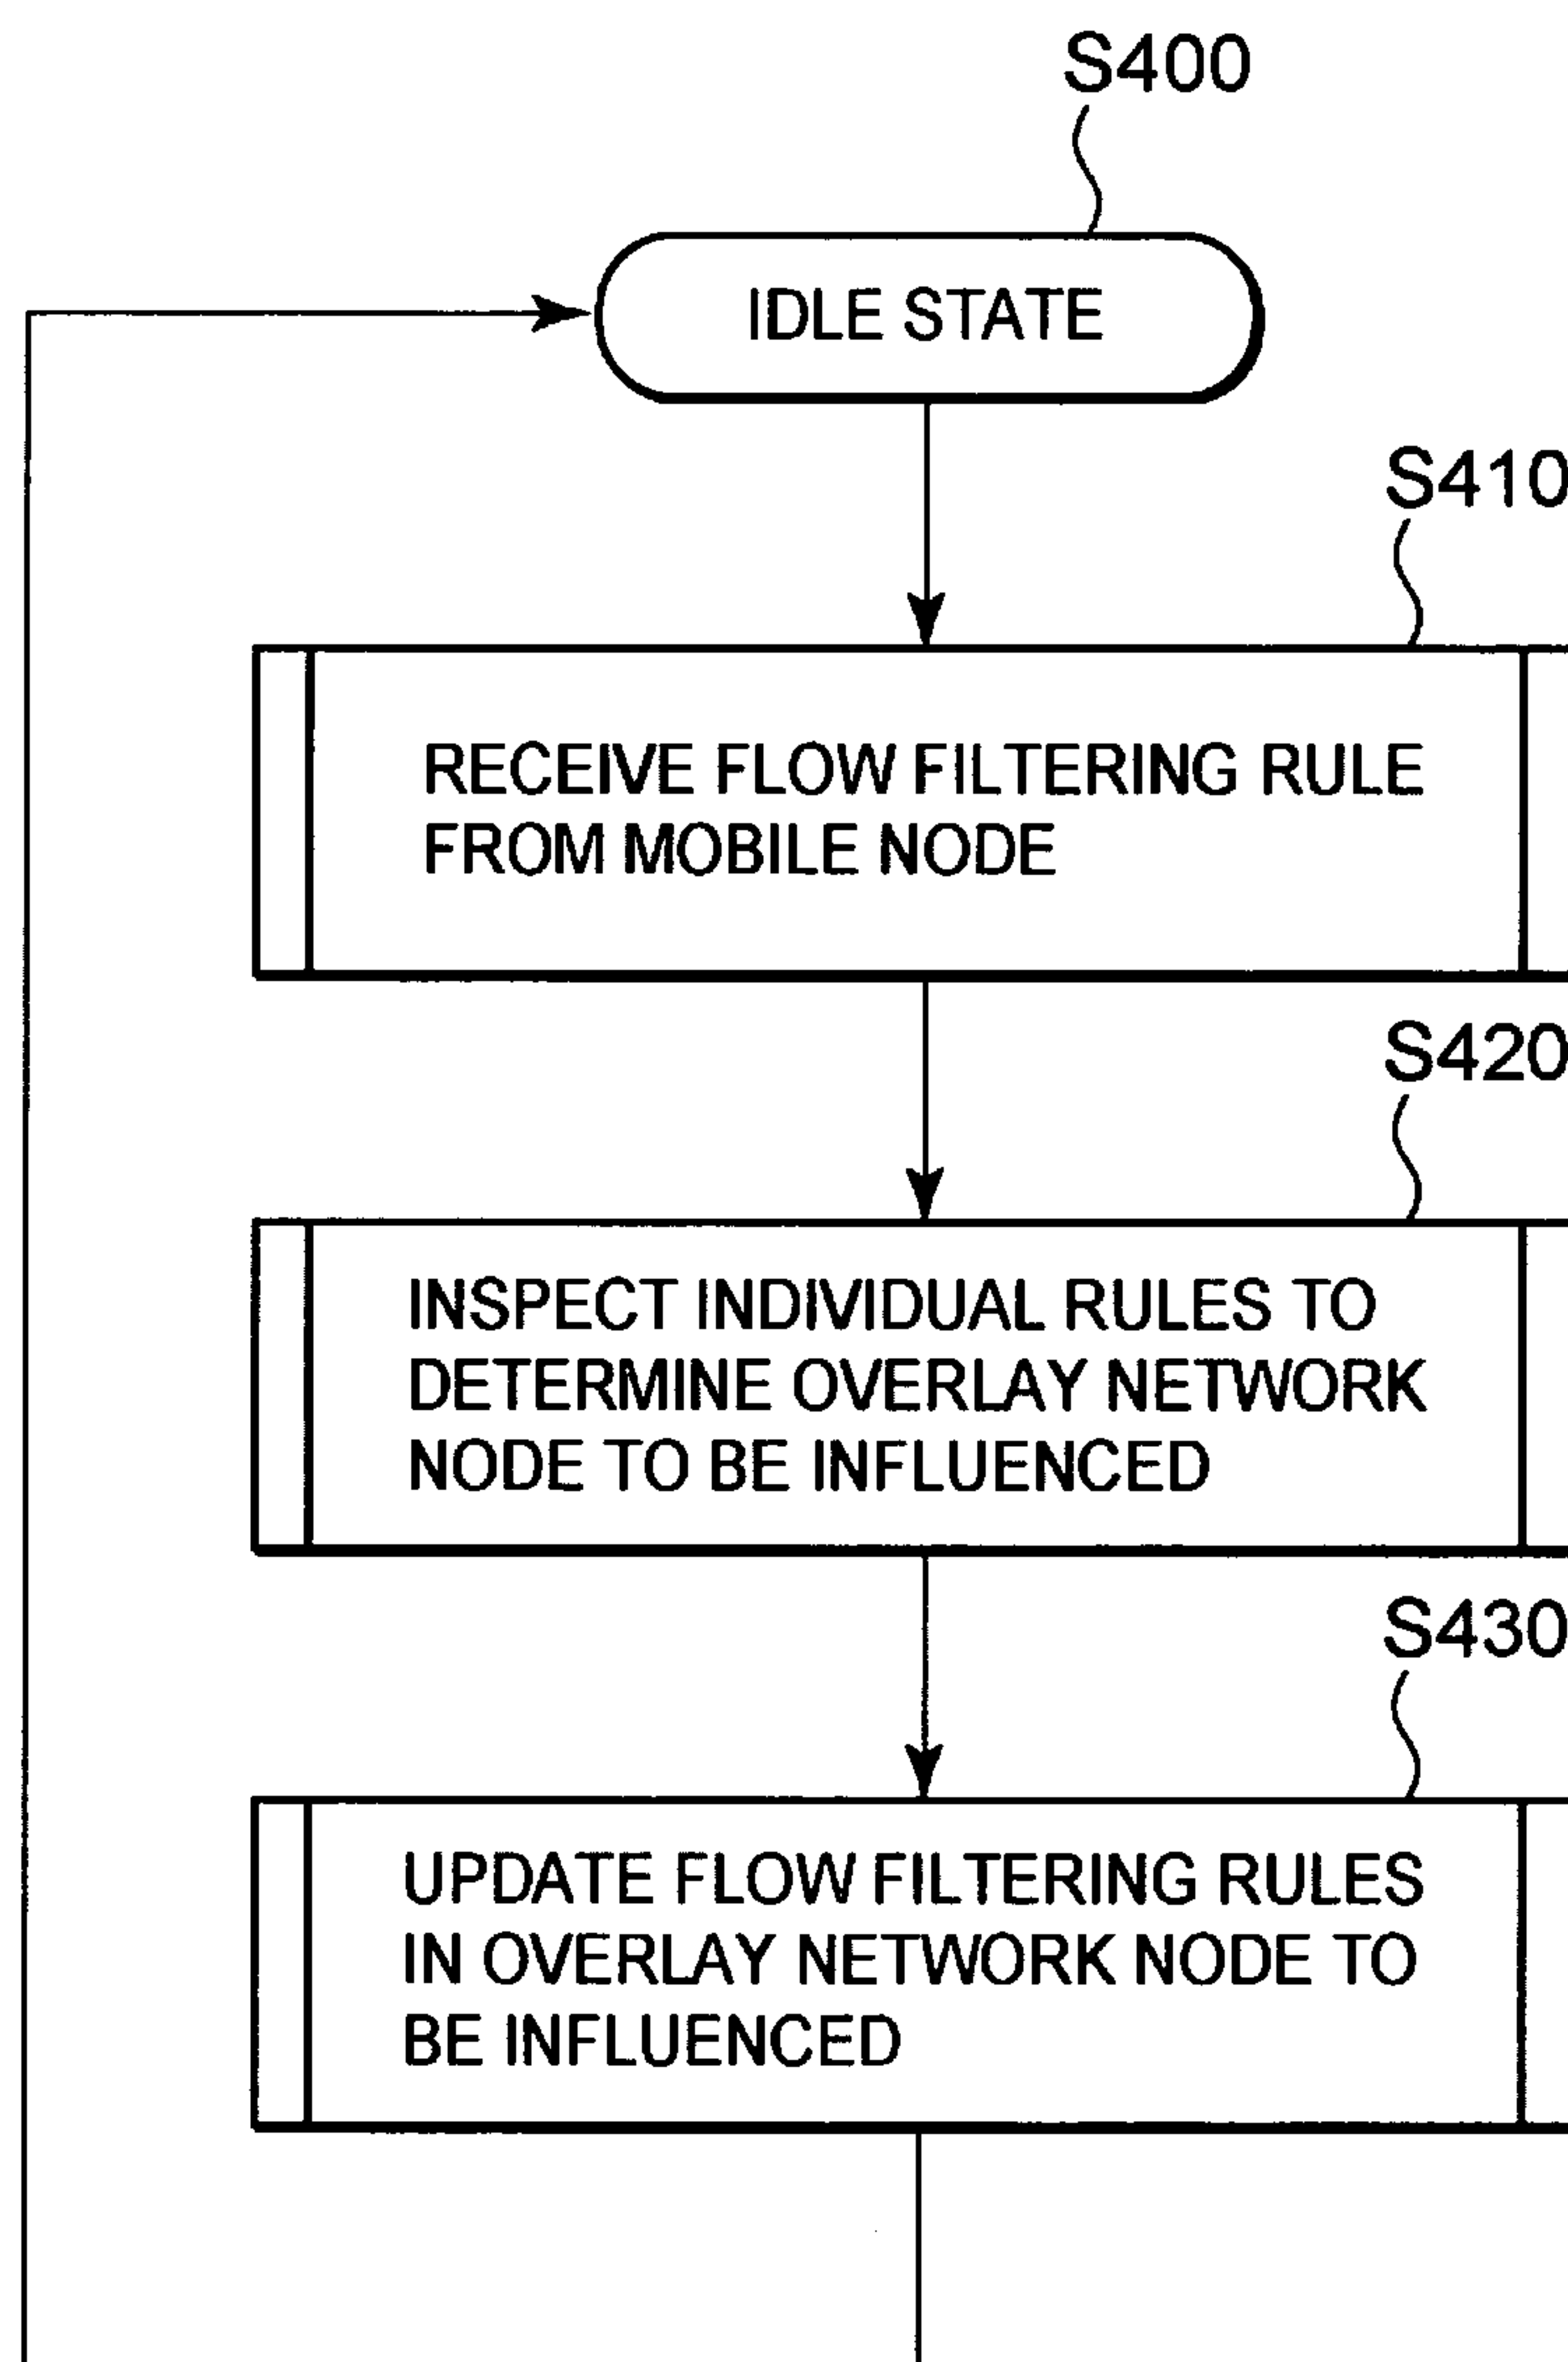 S400
IDLE STATE
S410
RECEIVE FLOW FILTERING RULE
FROM MOBILE NODE
S420
INSPECT INDIVIDUAL RULES TO
DETERMINE OVERLAY NETWORK
NODE TO BE INFLUENCED
S430
UPDATE FLOW FILTERING RULES
IN OVERLAY NETWORK NODE TO
BE INFLUENCED